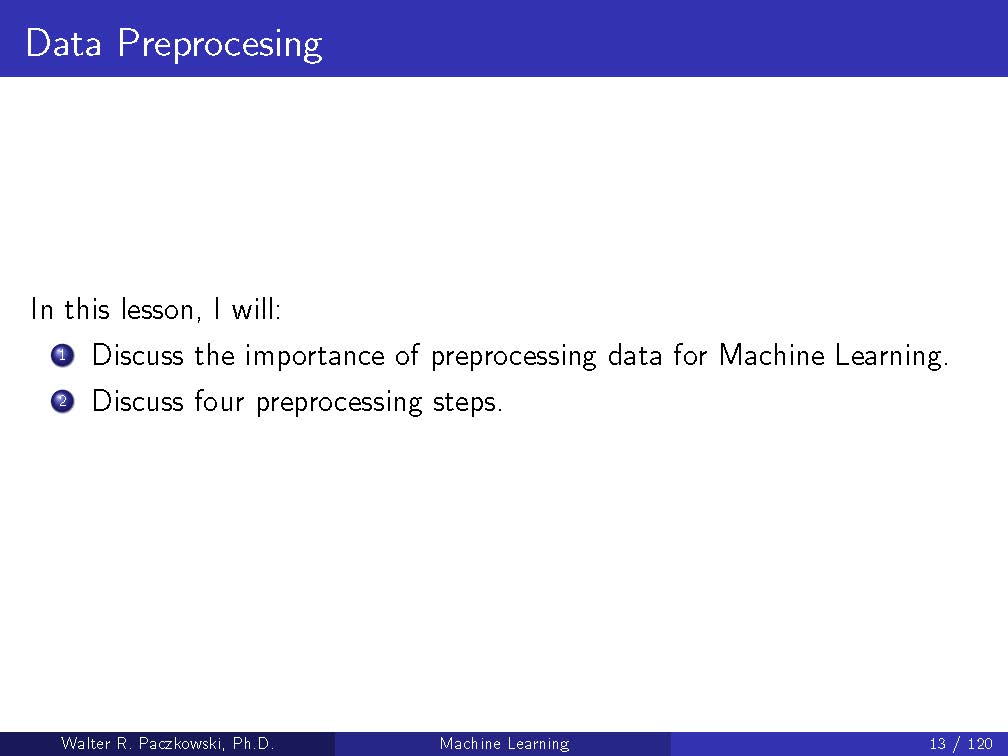 Data Preprocesing
In this lesson, I will:
1 Discuss the importance of preprocessing data for Machine Learning.
2 Discuss four preprocessing steps.
Walter R. Paczkowski, Ph.D. Machine Learning 13 / 120